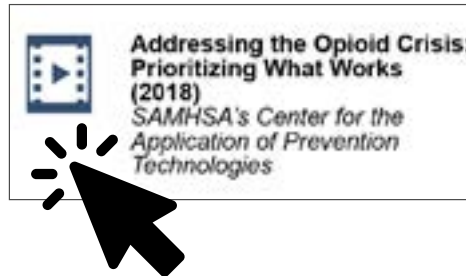 Addressing the Opioid Crisis:
Prioritizing What Works
(2018)
SAMHSA's Center for the
Application of Prevention
Technologies